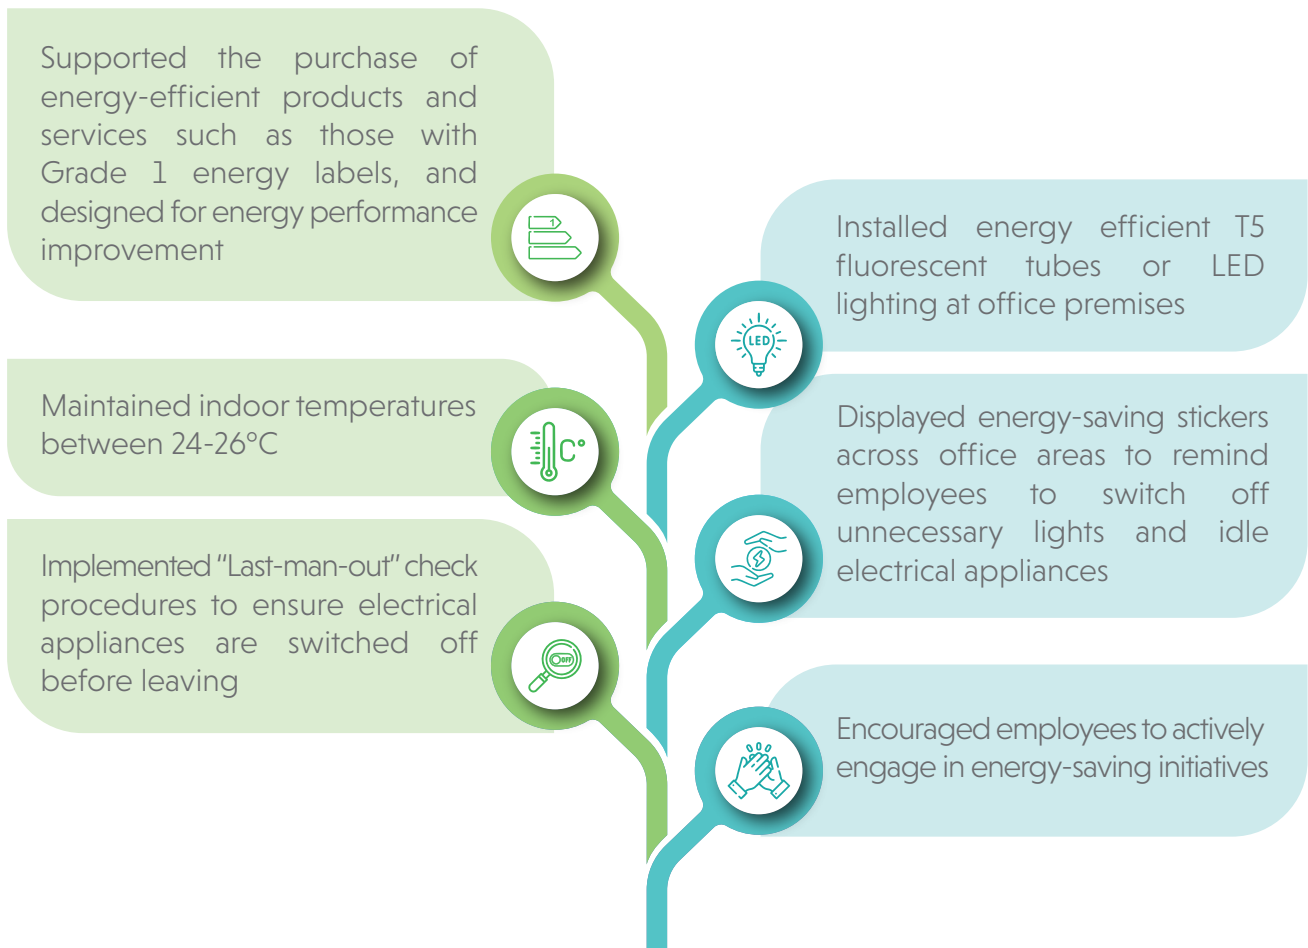 Supported the purchase of
energy-efficient products and
services such as those with
Grade 1 energy labels, and
designed for energy performance
improvement
1
Installed energy efficient T5
fluorescent tubes or LED
lighting at office premises
LED
Maintained indoor temperatures
between 24-26°C
C°
Displayed energy-saving stickers
across office areas to remind
employees to switch off
unnecessary lights and idle
electrical appliances
Implemented “Last-man-out” check
procedures to ensure electrical
appliances are switched off
before leaving
OFF
Encouraged employees to actively
engage in energy-saving initiatives